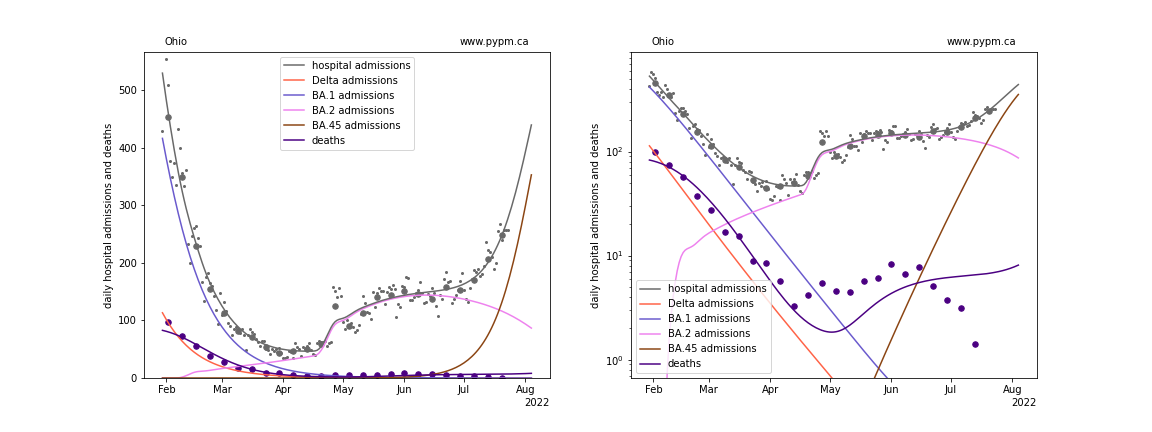 Ohio
www.pypm.ca
daily hospital admissions and deaths
500
400
300
200
100
0
hospital admissions
Delta admissions
BA.1 admissions
BA.2 admissions
BA.45 admissions
deaths
Feb
Mar
Apr
May
Jun
Jul
Aug
2022
Ohio
www.pypm.ca
daily hospital admissions and deaths
10²
10¹
10⁰
hospital admissions
Delta admissions
BA.1 admissions
BA.2 admissions
BA.45 admissions
deaths
Feb
Mar
Apr
May
Jun
Jul
Aug
2022